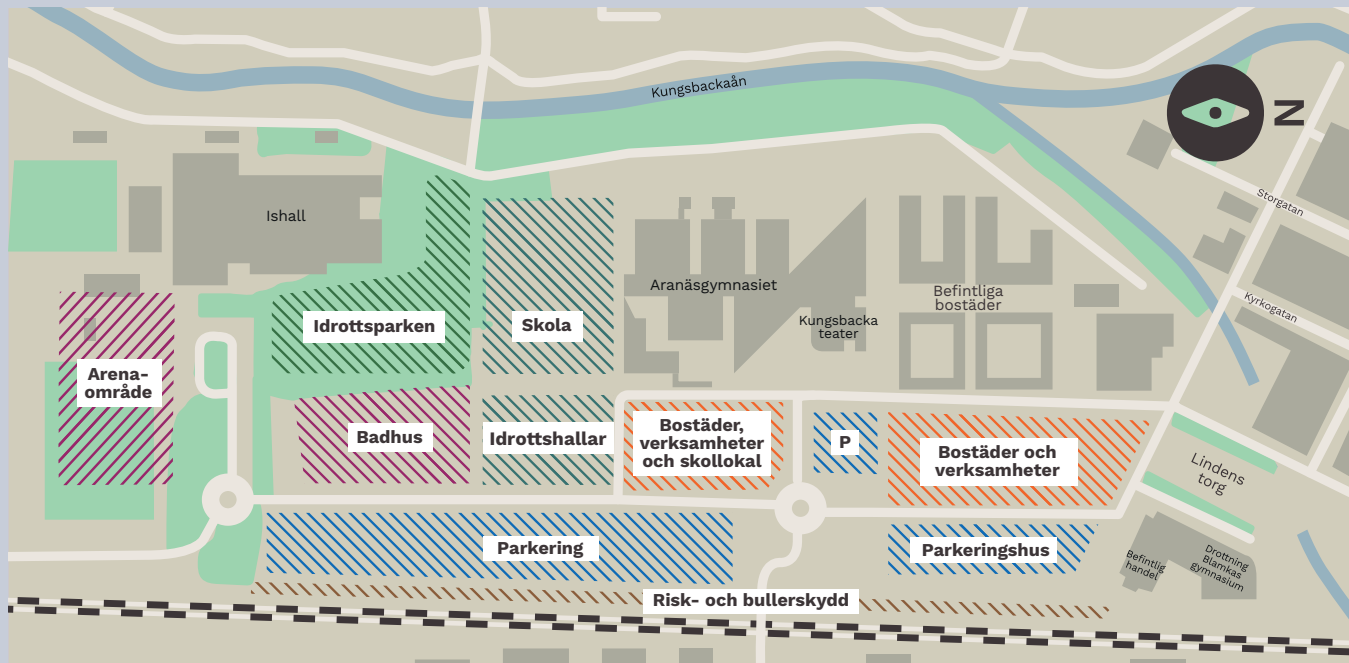 Kungsbackaån
N
Storgatan
Ishall
Aranäsgymnasiet
Befintliga
bostäder
Kyrkogatan
Kungsbacka
teater
Idrottsparken
Skola
Arena-
område
Badhus
Idrottshallar
Bostäder,
verksamheter
och skollokal
P
Bostäder och
verksamheter
Lindens
torg
Parkering
Parkeringshus
Befintlig
handel
Drottning
Blamkas
gymnasium
Risk- och bullerskydd